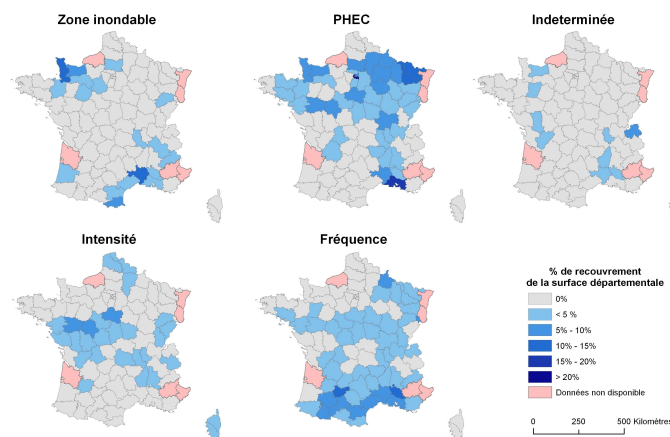 Zone inondable
PHEC
Indeterminée
Intensité
Fréquence
% de recouvrement
de la surface départementale
0%
< 5 %
5% - 10%
10% - 15%
15% - 20%
> 20%
Données non disponible
0 250 500 Kilomètres